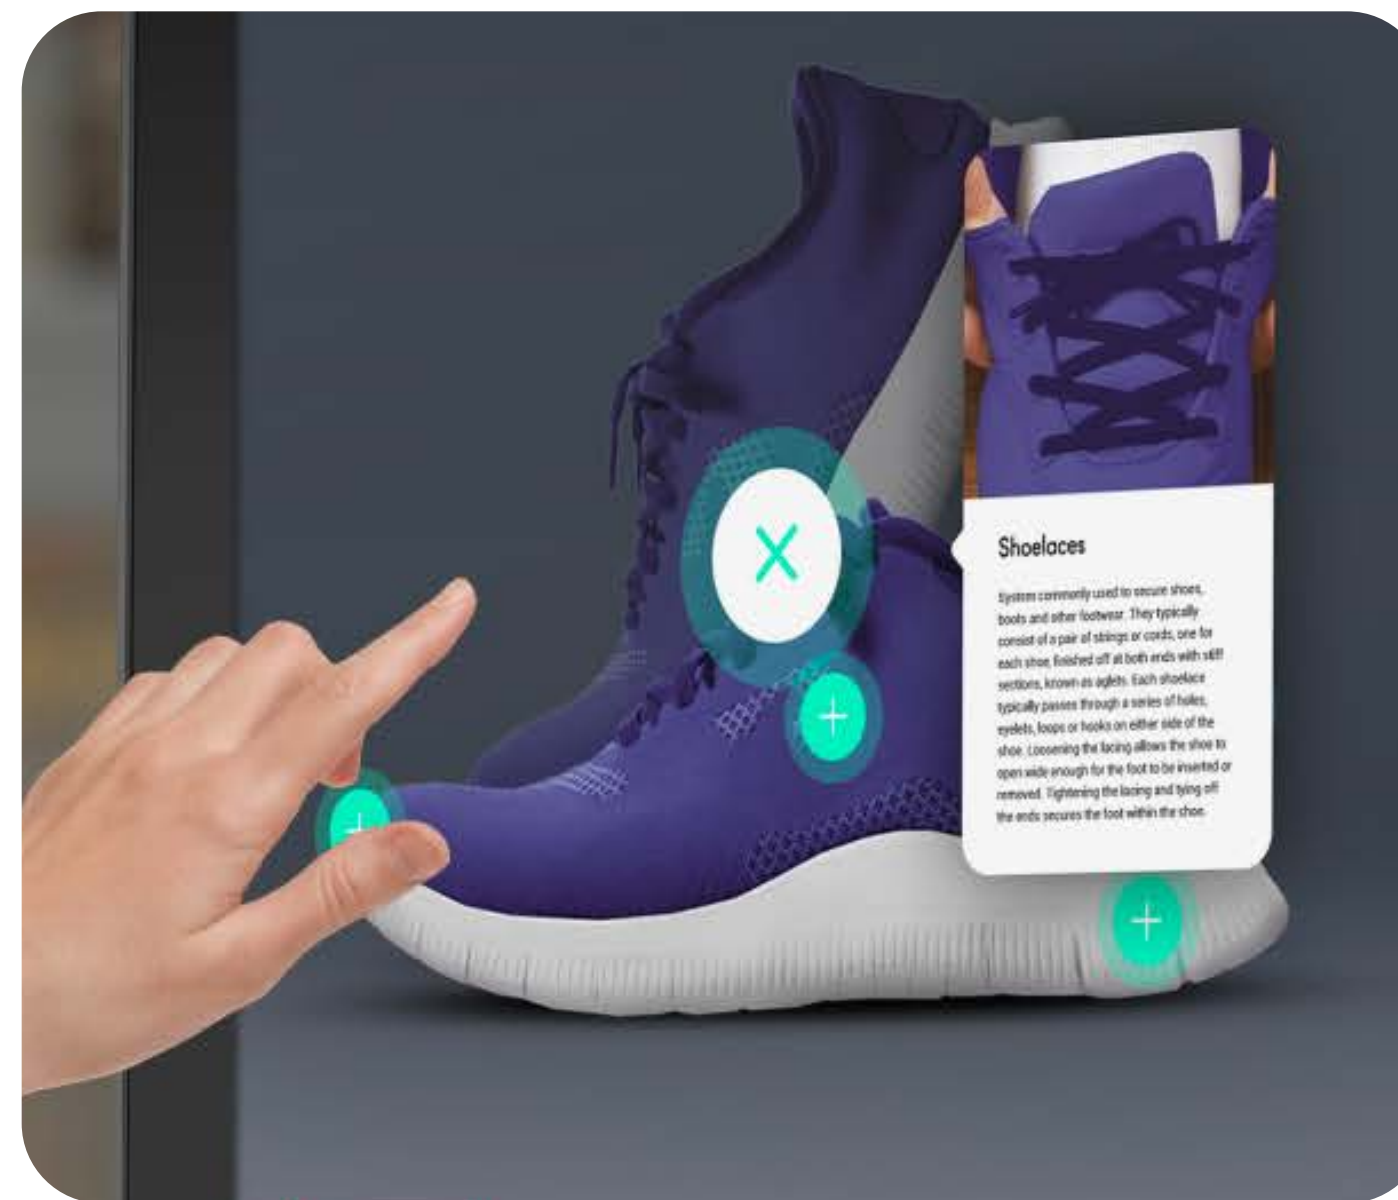 Shoelaces
System commonly used to secure shoes,
boots and other footwear. They typically
consist of a pair of strings or cords, one for
each shoe, finished off at both ends with stiff
sections, known as aglets. Each shoelace
typically passes through a series of holes,
eyelets, loops or hooks on either side of the
shoe. Loosening the lacing allows the shoe to
open wide enough for the foot to be inserted or
removed. Tightening the lacing and tying off
the ends secures the foot within the shoe.